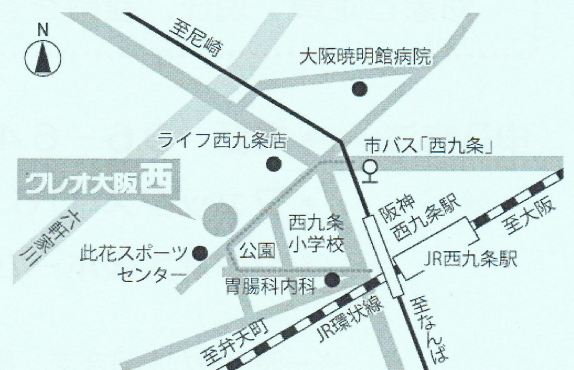 N
至尼崎
大阪暁明館病院
ライフ西九条店
市バス「西九条」
クレオ大阪西
六軒家川
此花スポーツ
センター
公園
西九条
小学校
阪神
西九条駅
至大阪
JR西九条駅
胃腸科内科
JR環状線
至弁天町
至なんば